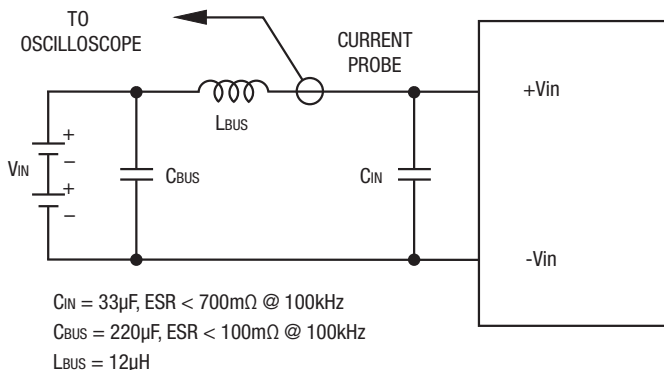 TO
OSCILLOSCOPE
CURRENT
PROBE
+Vin
LBUS
VIN
+
−
+
−
CBUS
CIN
-Vin
CIN = 33µF, ESR < 700mΩ @ 100kHz
CBUS = 220µF, ESR < 100mΩ @ 100kHz
LBUS = 12µH